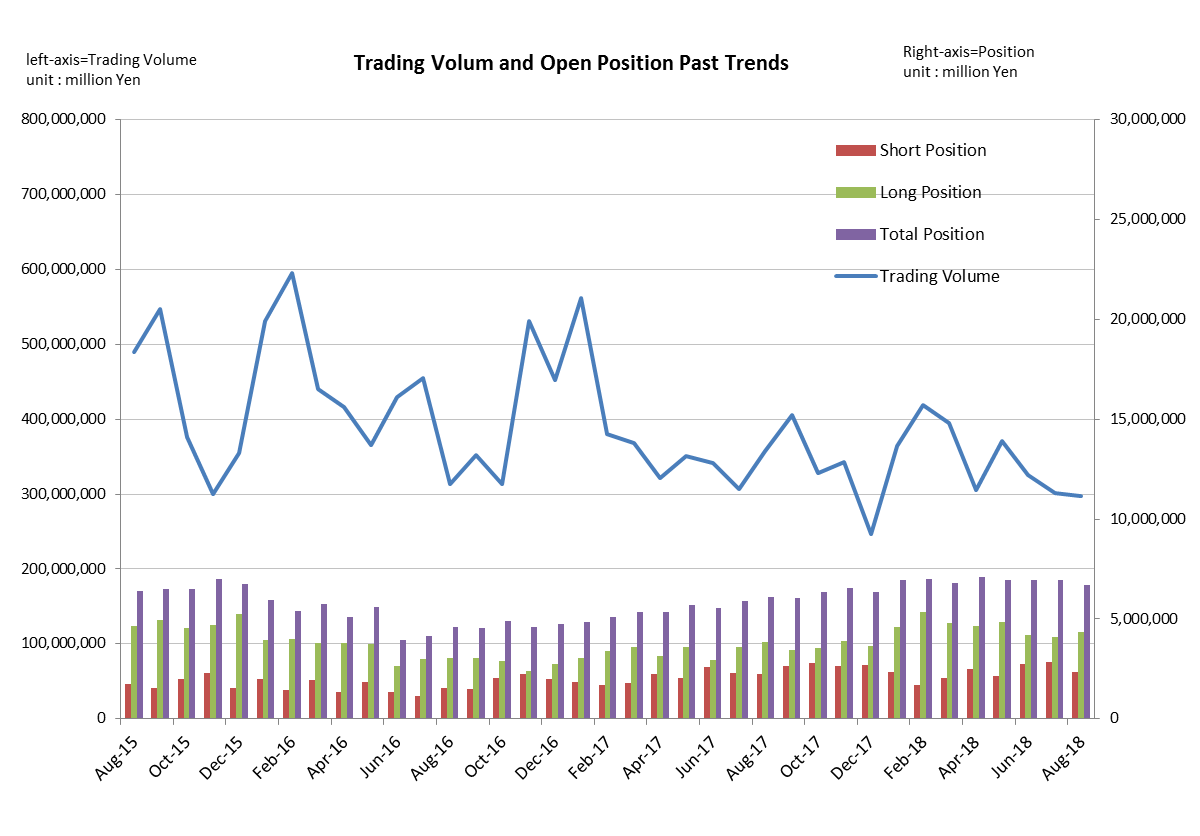 left-axis=Trading Volume
unit : million Yen
Trading Volum and Open Position Past Trends
Right-axis=Position
unit : million Yen
800,000,000
700,000,000
600,000,000
500,000,000
400,000,000
300,000,000
200,000,000
100,000,000
0
30,000,000
25,000,000
20,000,000
15,000,000
10,000,000
5,000,000
0
Short Position
Long Position
Total Position
Trading Volume
Aug-15
Oct-15
Dec-15
Feb-16
Apr-16
Jun-16
Aug-16
Oct-16
Dec-16
Feb-17
Apr-17
Jun-17
Aug-17
Oct-17
Dec-17
Feb-18
Apr-18
Jun-18
Aug-18